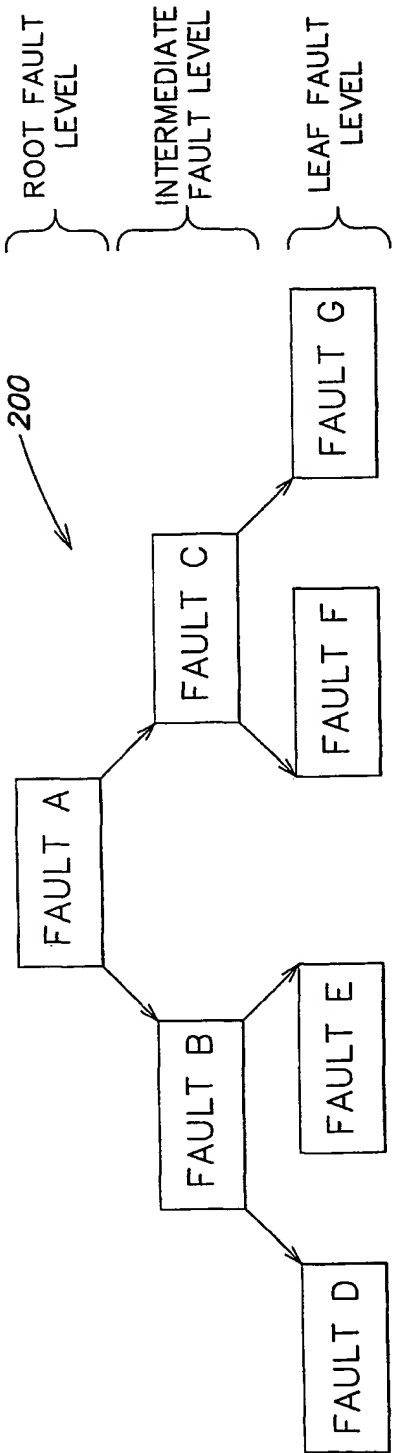 200
ROOT FAULT
LEVEL
FAULT A
INTERMEDIATE
FAULT LEVEL
FAULT B
FAULT C
LEAF FAULT
LEVEL
FAULT D
FAULT E
FAULT F
FAULT G